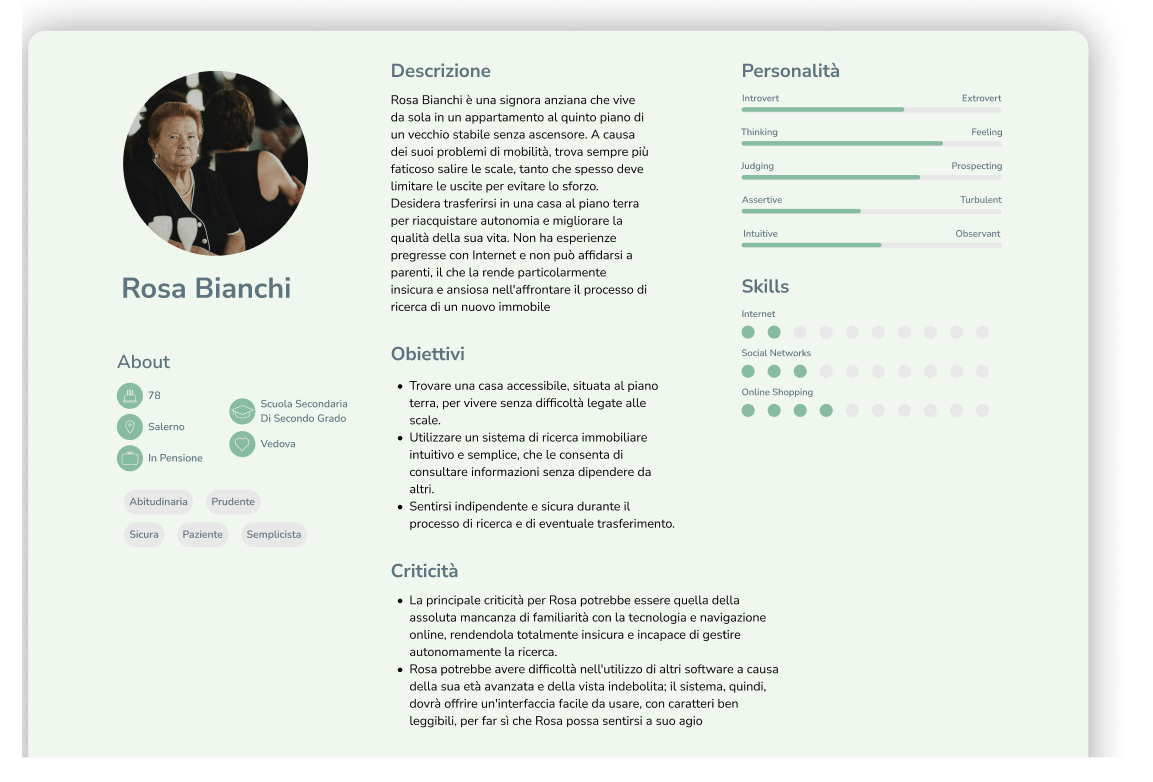 Rosa Bianchi
About
78
Salerno
In Pensione
Scuola Secondaria
Di Secondo Grado
Vedova
Abitudinaria
Prudente
Sicura
Paziente
Semplicista
Descrizione
Rosa Bianchi è una signora anziana che vive
da sola in un appartamento al quinto piano di
un vecchio stabile senza ascensore. A causa
dei suoi problemi di mobilità, trova sempre più
faticoso salire le scale, tanto che spesso deve
limitare le uscite per evitare lo sforzo.
Desidera trasferirsi in una casa al piano terra
per riacquistare autonomia e migliorare la
qualità della sua vita. Non ha esperienze
pregresse con Internet e non può affidarsi a
parenti, il che la rende particolarmente
insicura e ansiosa nell'affrontare il processo di
ricerca di un nuovo immobile
Obiettivi
• Trovare una casa accessibile, situata al piano
terra, per vivere senza difficoltà legate alle
scale.
• Utilizzare un sistema di ricerca immobiliare
intuitivo e semplice, che le consenta di
consultare informazioni senza dipendere da
altri.
• Sentirsi indipendente e sicura durante il
processo di ricerca e di eventuale trasferimento.
Criticità
• La principale criticità per Rosa potrebbe essere quella della
assoluta mancanza di familiarità con la tecnologia e navigazione
online, rendendola totalmente insicura e incapace di gestire
autonomamente la ricerca.
• Rosa potrebbe avere difficoltà nell'utilizzo di altri software a causa
della sua età avanzata e della vista indebolita; il sistema, quindi,
dovrà offrire un'interfaccia facile da usare, con caratteri ben
leggibili, per far sì che Rosa possa sentirsi a suo agio
Personalità
Introvert Extrovert
Thinking Feeling
Judging Prospecting
Assertive Turbulent
Intuitive Observant
Skills
Internet
Social Networks
Online Shopping